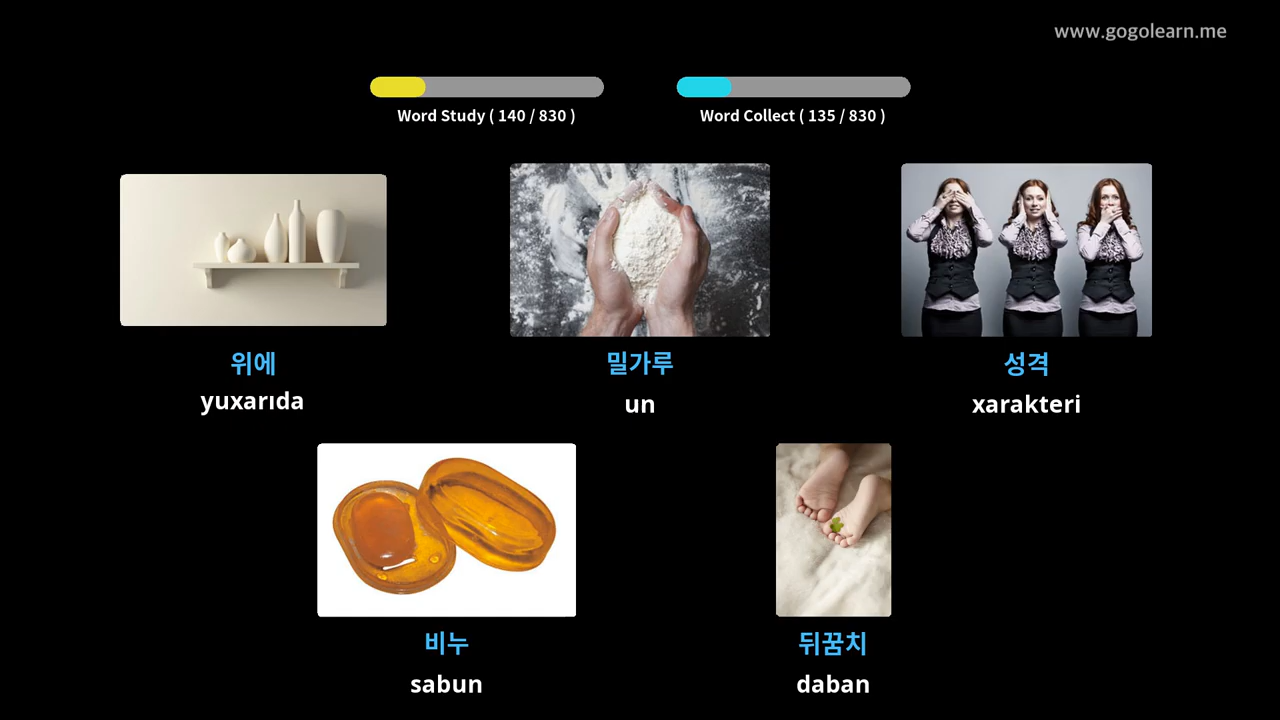 www.gogolearn.me
Word Study ( 140 / 830 )
Word Collect ( 135 / 830 )
위에
yuxarıda
밀가루
un
성격
xarakteri
비누
sabun
뒤꿈치
daban